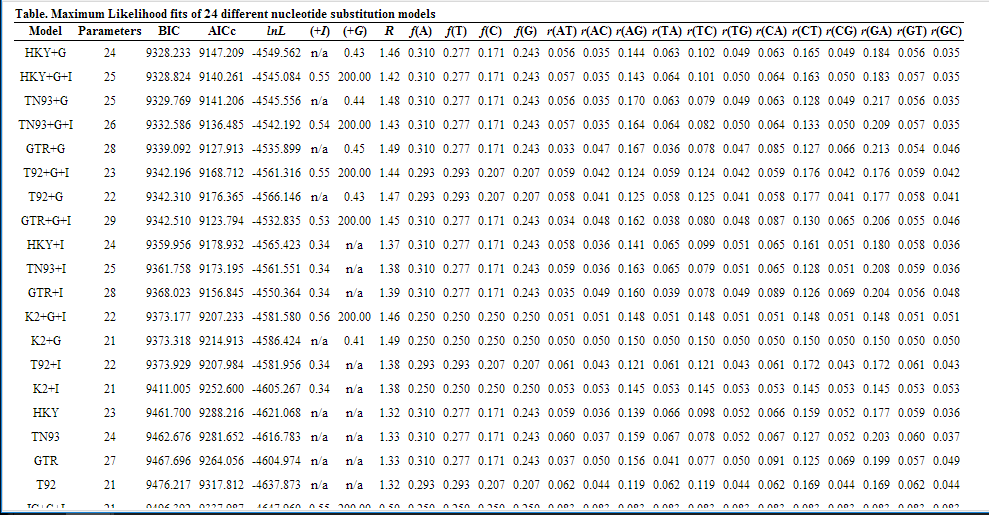 Table. Maximum Likelihood fits of 24 different nucleotide substitution models
Model Parameters BIC AICc lnL (+I) (+G) R f(A) f(T) f(C) f(G) r(AT) r(AC) r(AG) r(TA) r(TC) r(TG) r(CA) r(CT) r(CG) r(GA) r(GT) r(GC)
HKY+G 24 9328.233 9147.209 -4549.562 n/a 0.43 1.46 0.310 0.277 0.171 0.243 0.056 0.035 0.144 0.063 0.102 0.049 0.063 0.165 0.049 0.184 0.056 0.035
HKY+G+I 25 9328.824 9140.261 -4545.084 0.55 200.00 1.42 0.310 0.277 0.171 0.243 0.057 0.035 0.143 0.064 0.101 0.050 0.064 0.163 0.050 0.183 0.057 0.035
TN93+G 25 9329.769 9141.206 -4545.556 n/a 0.44 1.48 0.310 0.277 0.171 0.243 0.056 0.035 0.170 0.063 0.079 0.049 0.063 0.128 0.049 0.217 0.056 0.035
TN93+G+I 26 9332.586 9136.485 -4542.192 0.54 200.00 1.43 0.310 0.277 0.171 0.243 0.057 0.035 0.164 0.064 0.082 0.050 0.064 0.133 0.050 0.209 0.057 0.035
GTR+G 28 9339.092 9127.913 -4535.899 n/a 0.45 1.49 0.310 0.277 0.171 0.243 0.033 0.047 0.167 0.036 0.078 0.047 0.085 0.127 0.066 0.213 0.054 0.046
T92+G+I 23 9342.196 9168.712 -4561.316 0.55 200.00 1.44 0.293 0.293 0.207 0.207 0.059 0.042 0.124 0.059 0.124 0.042 0.059 0.176 0.042 0.176 0.059 0.042
T92+G 22 9342.310 9176.365 -4566.146 n/a 0.43 1.47 0.293 0.293 0.207 0.207 0.058 0.041 0.125 0.058 0.125 0.041 0.058 0.177 0.041 0.177 0.058 0.041
GTR+G+I 29 9342.510 9123.794 -4532.835 0.53 200.00 1.45 0.310 0.277 0.171 0.243 0.034 0.048 0.162 0.038 0.080 0.048 0.087 0.130 0.065 0.206 0.055 0.046
HKY+I 24 9359.956 9178.932 -4565.423 0.34 n/a 1.37 0.310 0.277 0.171 0.243 0.058 0.036 0.141 0.065 0.099 0.051 0.065 0.161 0.051 0.180 0.058 0.036
TN93+I 25 9361.758 9173.195 -4561.551 0.34 n/a 1.38 0.310 0.277 0.171 0.243 0.059 0.036 0.163 0.065 0.079 0.051 0.065 0.128 0.051 0.208 0.059 0.036
GTR+I 28 9368.023 9156.845 -4550.364 0.34 n/a 1.39 0.310 0.277 0.171 0.243 0.035 0.049 0.160 0.039 0.078 0.049 0.089 0.126 0.069 0.204 0.056 0.048
K2+G+I 22 9373.177 9207.233 -4581.580 0.56 200.00 1.46 0.250 0.250 0.250 0.250 0.051 0.051 0.148 0.051 0.148 0.051 0.051 0.148 0.051 0.148 0.051 0.051
K2+G 21 9373.318 9214.913 -4586.424 n/a 0.41 1.49 0.250 0.250 0.250 0.250 0.050 0.050 0.150 0.050 0.150 0.050 0.050 0.150 0.050 0.150 0.050 0.050
T92+I 22 9373.929 9207.984 -4581.956 0.34 n/a 1.38 0.293 0.293 0.207 0.207 0.061 0.043 0.121 0.061 0.121 0.043 0.061 0.172 0.043 0.172 0.061 0.043
K2+I 21 9411.005 9252.600 -4605.267 0.34 n/a 1.38 0.250 0.250 0.250 0.250 0.053 0.053 0.145 0.053 0.145 0.053 0.053 0.145 0.053 0.145 0.053 0.053
HKY 23 9461.700 9288.216 -4621.068 n/a n/a 1.32 0.310 0.277 0.171 0.243 0.059 0.036 0.139 0.066 0.098 0.052 0.066 0.159 0.052 0.177 0.059 0.036
TN93 24 9462.676 9281.652 -4616.783 n/a n/a 1.33 0.310 0.277 0.171 0.243 0.060 0.037 0.159 0.067 0.078 0.052 0.067 0.127 0.052 0.203 0.060 0.037
GTR 27 9467.696 9264.056 -4604.974 n/a n/a 1.33 0.310 0.277 0.171 0.243 0.037 0.050 0.156 0.041 0.077 0.050 0.091 0.125 0.069 0.199 0.057 0.049
T92 21 9476.217 9317.812 -4637.873 n/a n/a 1.32 0.293 0.293 0.207 0.207 0.062 0.044 0.119 0.062 0.119 0.044 0.062 0.169 0.044 0.169 0.062 0.044